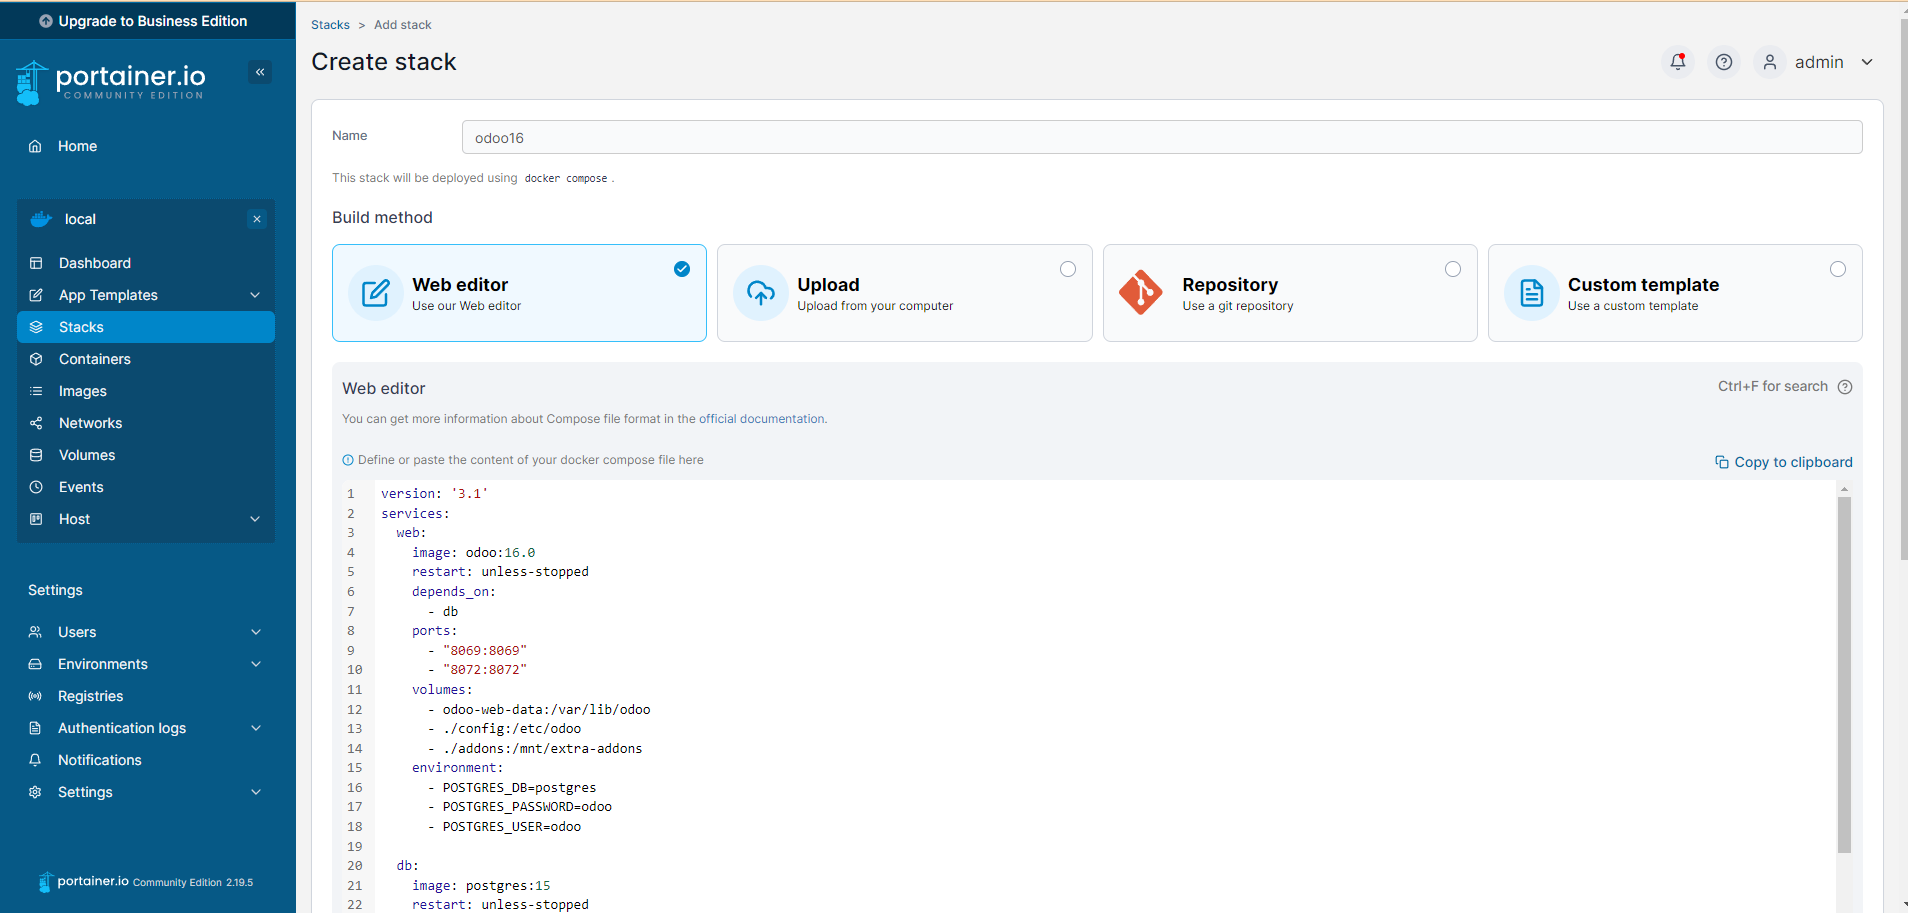 Upgrade to Business Edition
portainer.io
COMMUNITY EDITION
Home
local
Dashboard
App Templates
Stacks
Containers
Images
Networks
Volumes
Events
Host
Settings
Users
Environments
Registries
Authentication logs
Notifications
Settings
portainer.io Community Edition 2.19.5
Stacks > Add stack
Create stack
admin
Name
odoo16
This stack will be deployed using docker compose .
Build method
Web editor
Use our Web editor
Upload
Upload from your computer
Repository
Use a git repository
Custom template
Use a custom template
Web editor
Ctrl+F for search
You can get more information about Compose file format in the official documentation.
Define or paste the content of your docker compose file here
Copy to clipboard
1 version: '3.1'
2 services:
3   web:
4     image: odoo:16.0
5     restart: unless-stopped
6     depends_on:
7       - db
8     ports:
9       - "8069:8069"
10       - "8072:8072"
11     volumes:
12       - odoo-web-data:/var/lib/odoo
13       - ./config:/etc/odoo
14       - ./addons:/mnt/extra-addons
15     environment:
16       - POSTGRES_DB=postgres
17       - POSTGRES_PASSWORD=odoo
18       - POSTGRES_USER=odoo
19
20   db:
21     image: postgres:15
22     restart: unless-stopped